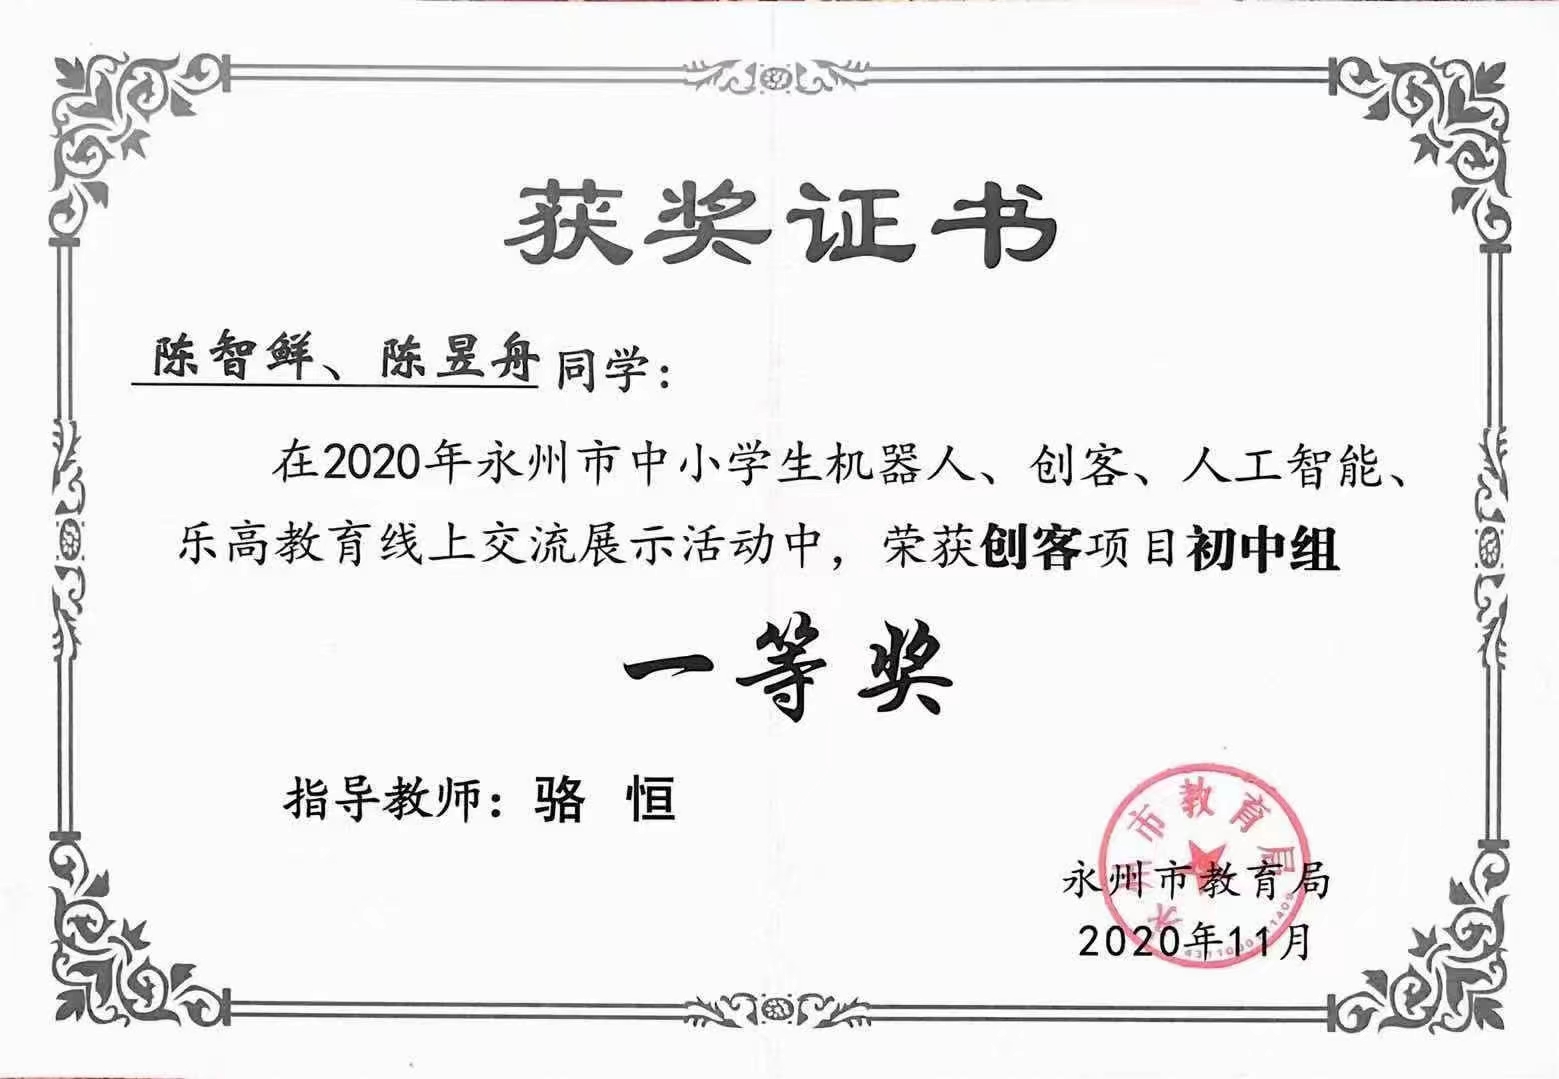 获奖证书
陈智鲜、陈昱舟同学：
在2020年永州市中小学生机器人、创客、人工智能、
乐高教育线上交流展示活动中，荣获创客项目初中组
一等奖
指导教师：骆 恒
永州市教育局
永州市教育局
2020年11月